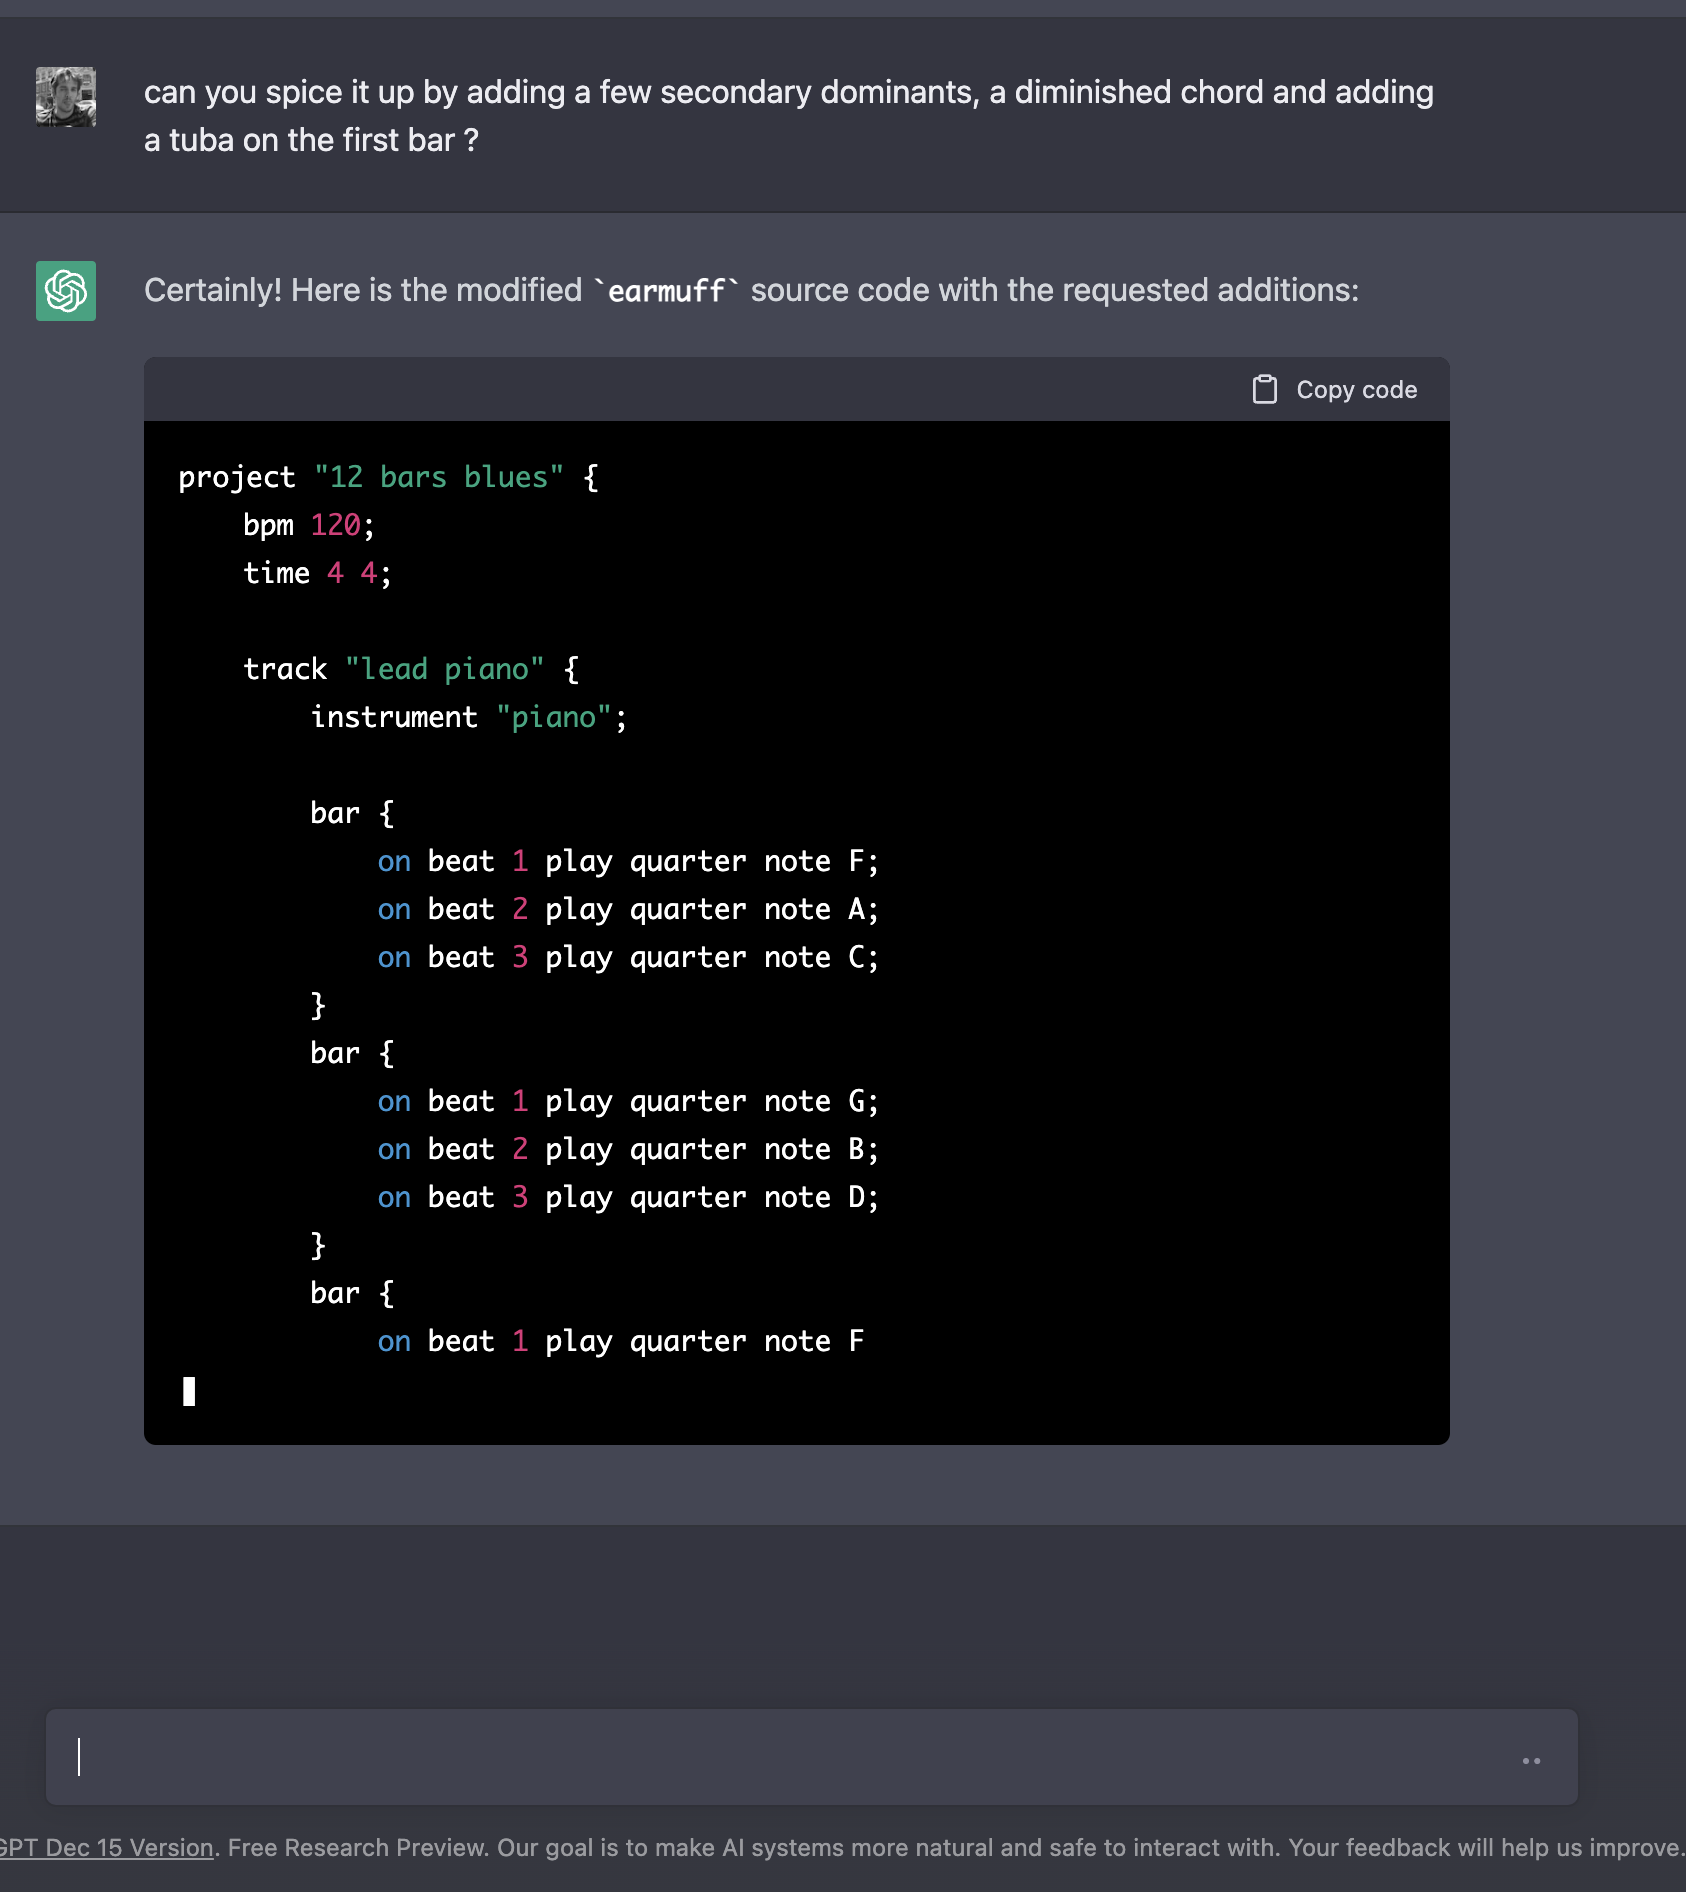 can you spice it up by adding a few secondary dominants, a diminished chord and adding
a tuba on the first bar ?
Certainly! Here is the modified `earmuff` source code with the requested additions:
Copy code
project "12 bars blues" {
bpm 120;
time 4 4;
track "lead piano" {
instrument "piano";
bar {
on beat 1 play quarter note F;
on beat 2 play quarter note A;
on beat 3 play quarter note C;
}
bar {
on beat 1 play quarter note G;
on beat 2 play quarter note B;
on beat 3 play quarter note D;
}
bar {
on beat 1 play quarter note F
GPT Dec 15 Version. Free Research Preview. Our goal is to make AI systems more natural and safe to interact with. Your feedback will help us improve.